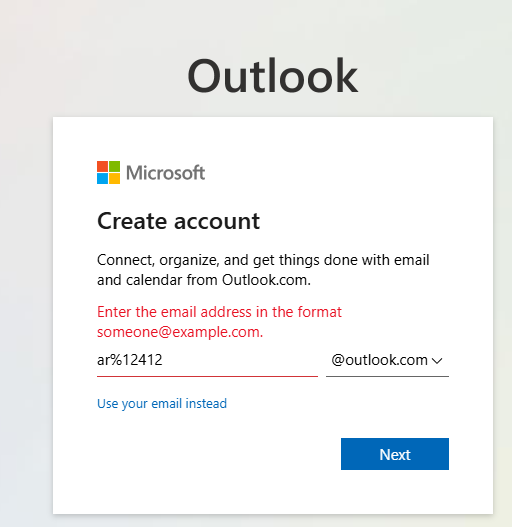 Outlook
Microsoft
Create account
Connect, organize, and get things done with email
and calendar from Outlook.com.
Enter the email address in the format
someone@example.com.
ar%12412 @outlook.com
Use your email instead
Next